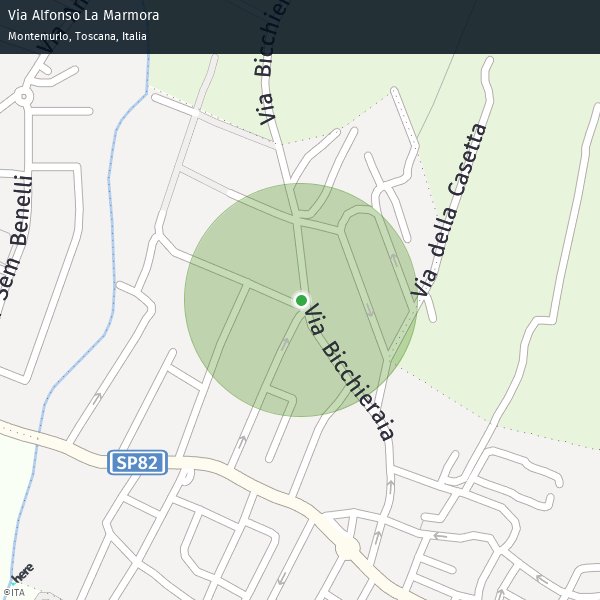 Via Alfonso La Marmora
Montemurlo, Toscana, Italia
Via Bicchier
Via della Casetta
Sem Benelli
Via Bicchieraia
SP82
here
©ITA